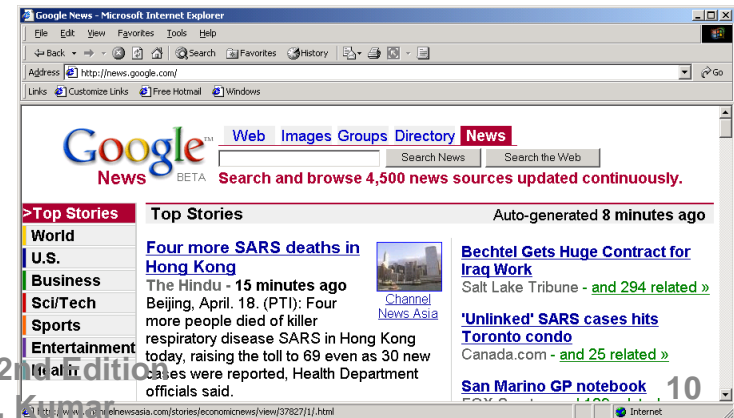 Google News - Microsoft Internet Explorer
File Edit View Favorites Tools Help
Back Search Favorites History
Address http://news.google.com/ Go
Links Customize Links Free Hotmail Windows
Google™ Web Images Groups Directory News
Search News Search the Web
News BETA Search and browse 4,500 news sources updated continuously.
>Top Stories
World
U.S.
Business
Sci/Tech
Sports
Entertainment
Health
Top Stories Auto-generated 8 minutes ago
Four more SARS deaths in
Hong Kong
The Hindu - 15 minutes ago
Beijing, April. 18. (PTI): Four
more people died of killer
respiratory disease SARS in Hong Kong
today, raising the toll to 69 even as 30 new
cases were reported, Health Department
officials said.
Channel
News Asia
Bechtel Gets Huge Contract for
Iraq Work
Salt Lake Tribune - and 294 related »
'Unlinked' SARS cases hits
Toronto condo
Canada.com - and 25 related »
San Marino GP notebook
2nd Edition
. Kumar
10
Internet